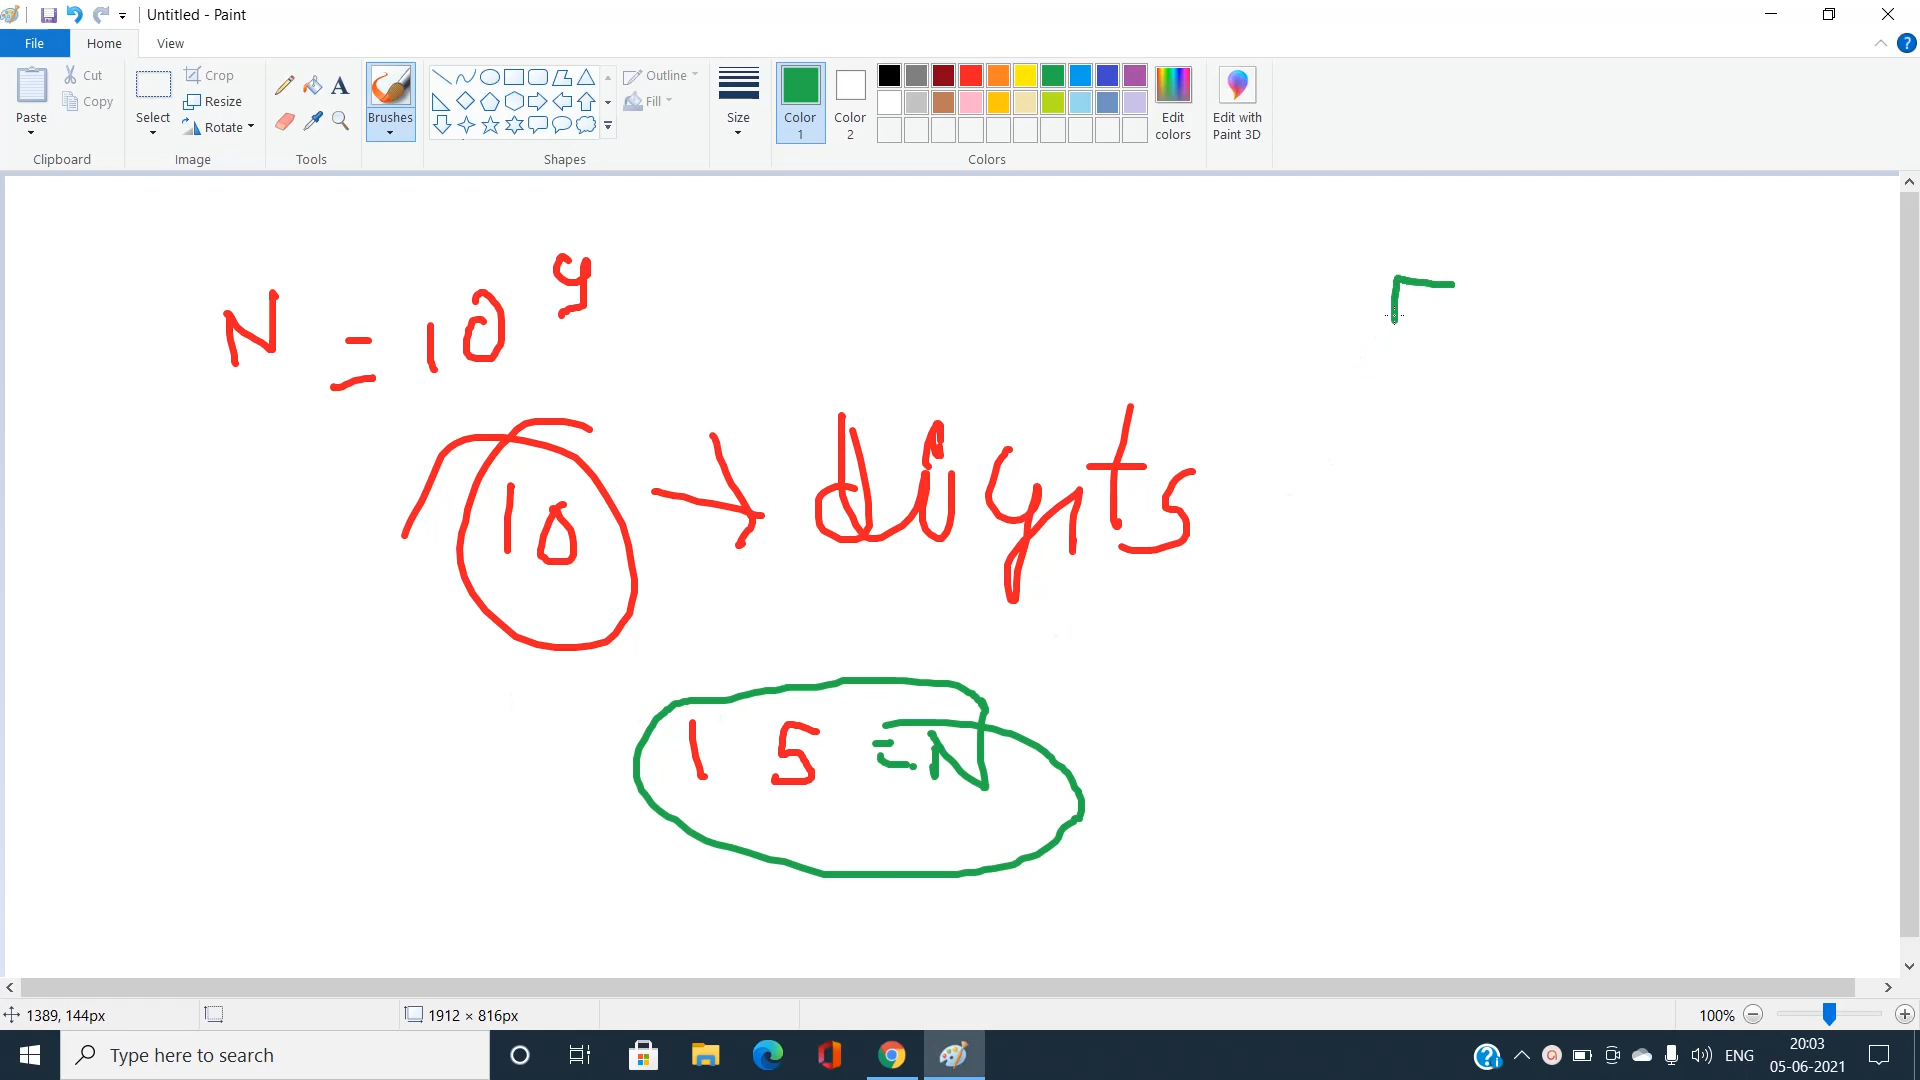 Untitled - Paint
File Home View
Paste Cut Copy Clipboard
Select Crop Resize Rotate Image
Tools
Brushes
Outline Fill Shapes
Size
Color 1 Color 2 Edit colors Colors
Edit with Paint 3D
N = 10 9
10 → digits
1 5 = N
1389, 144px 1912 × 816px 100%
Type here to search ENG 20:03 05-06-2021